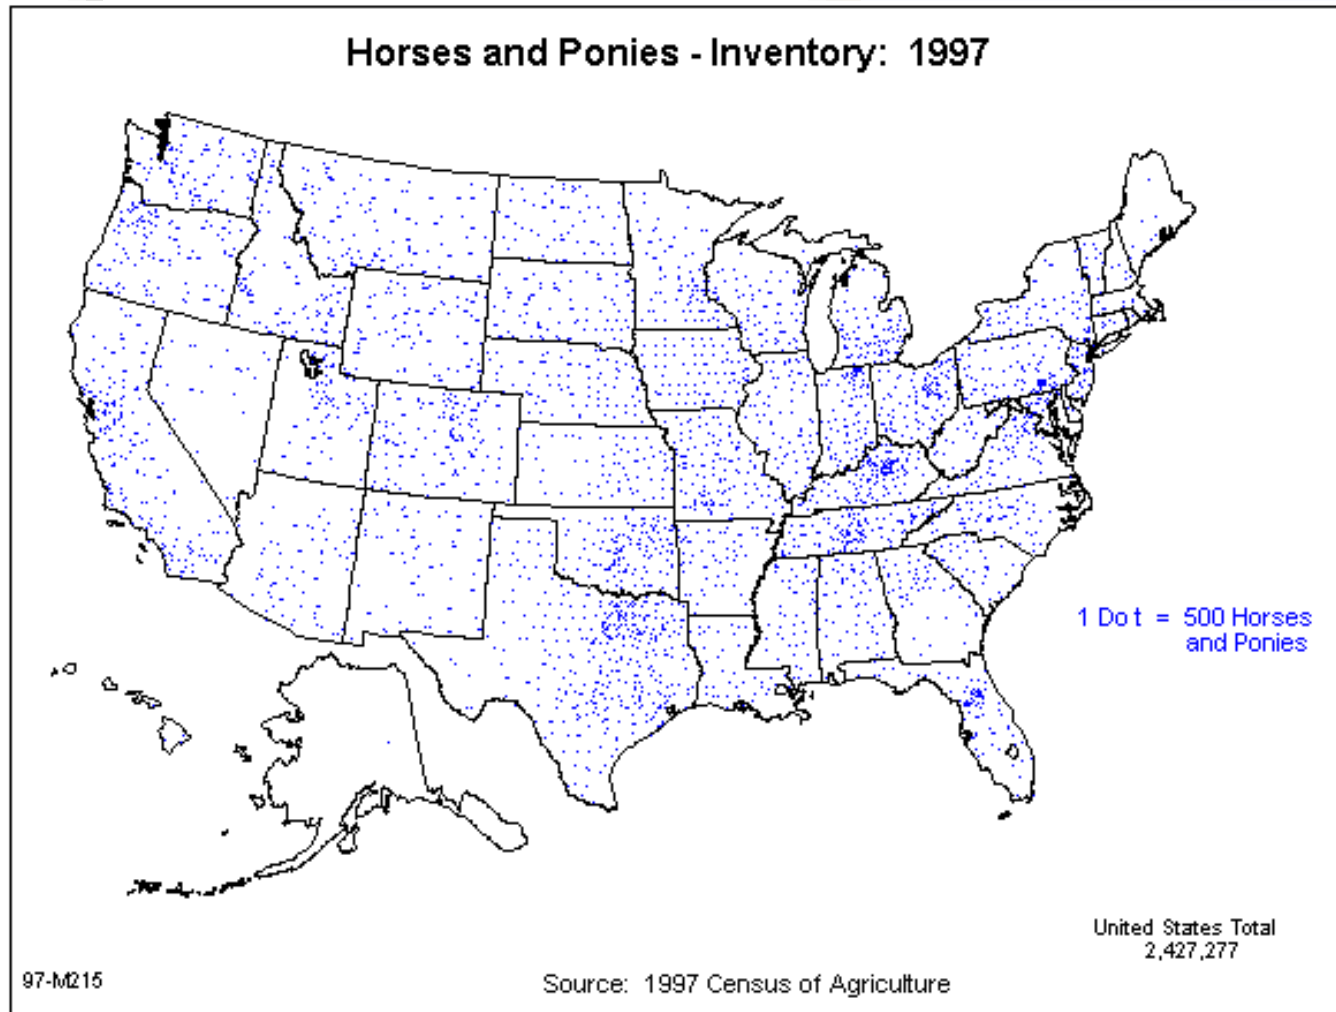 Horses and Ponies - Inventory: 1997
1 Dot = 500 Horses
and Ponies
United States Total
2,427,277
97-M215
Source: 1997 Census of Agriculture